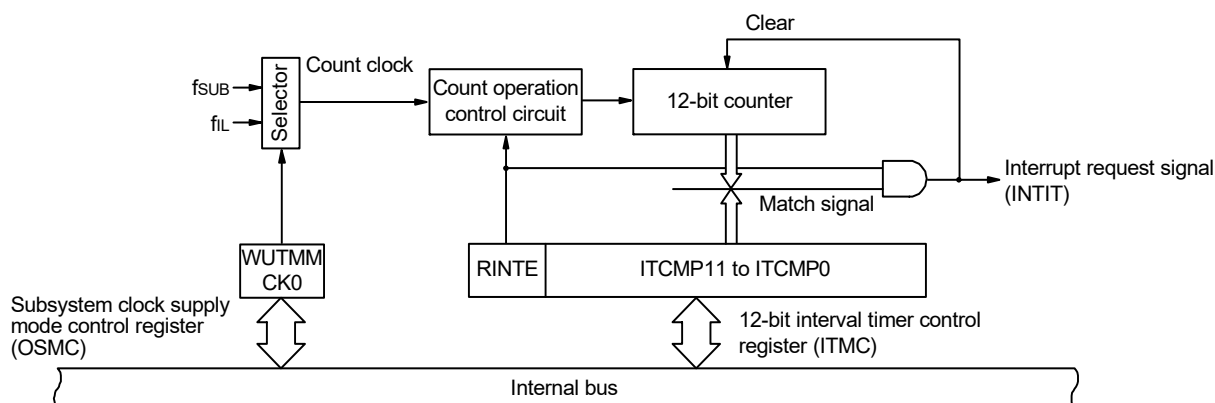 Clear
Count clock
fSUB
fIL
Selector
Count operation
control circuit
12-bit counter
Interrupt request signal
(INTIT)
Match signal
WUTMM
CK0
RINTE
ITCMP11 to ITCMP0
Subsystem clock supply
mode control register
(OSMC)
12-bit interval timer control
register (ITMC)
Internal bus